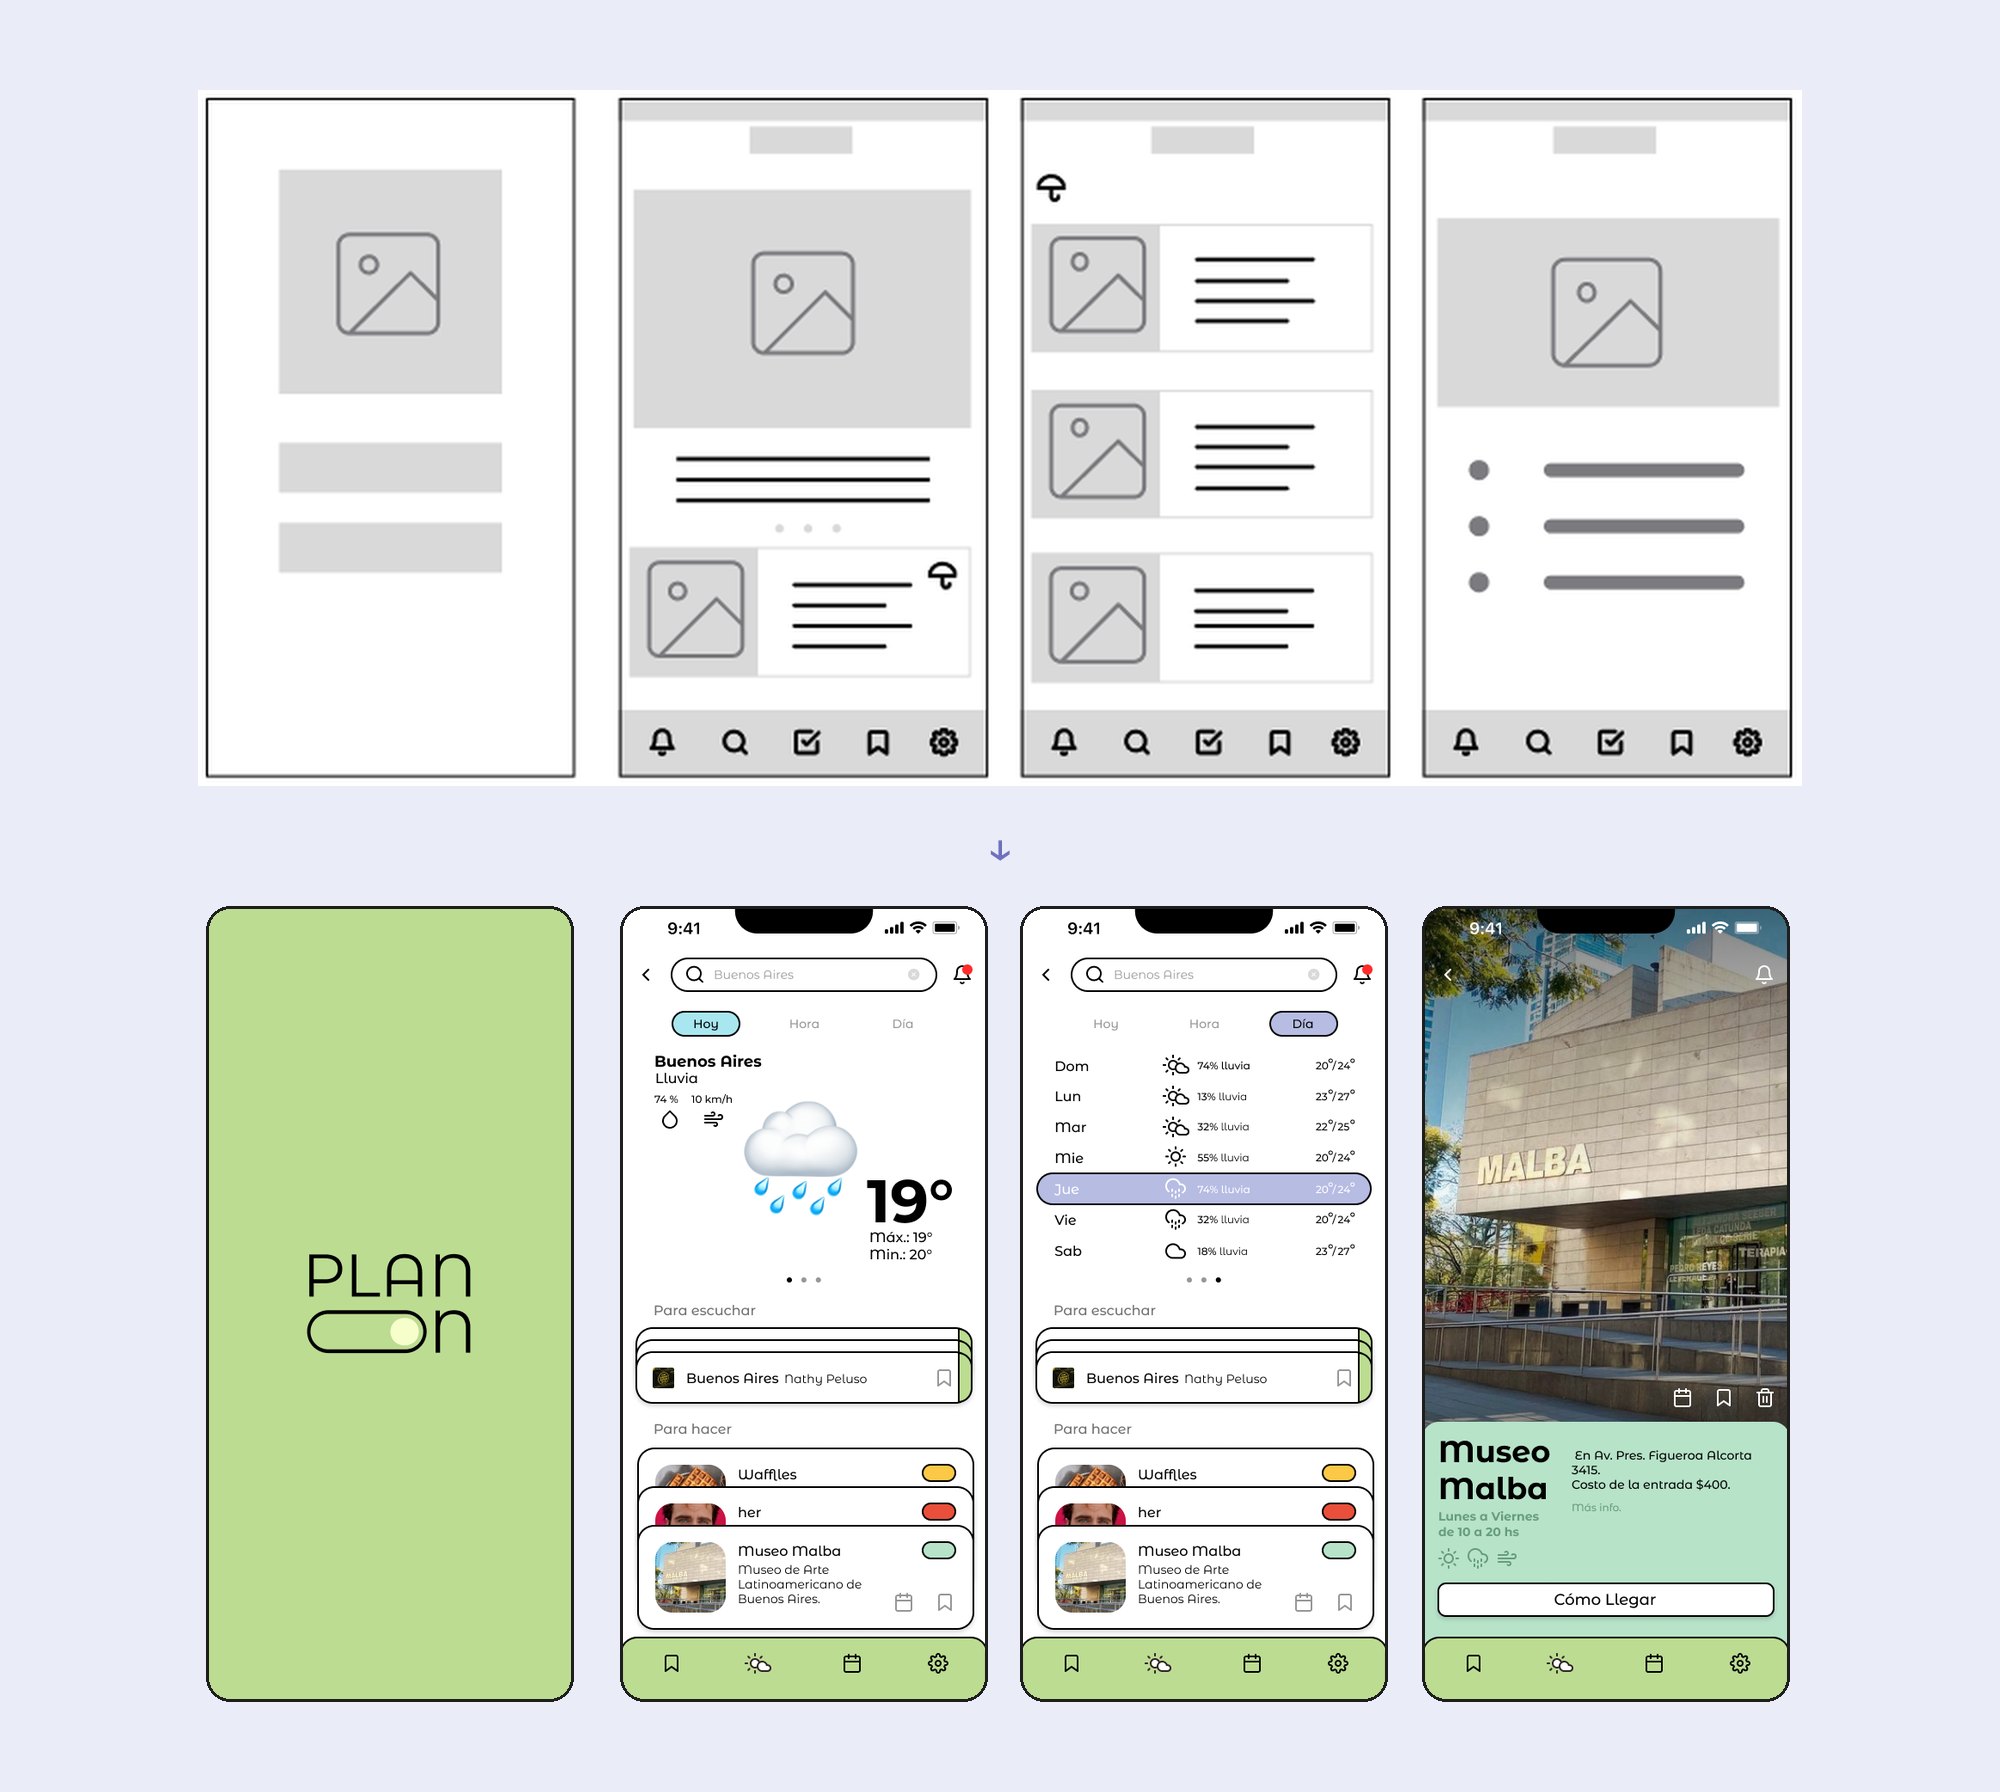 PLAN
ON
9:41
Buenos Aires
Hoy Hora Día
Buenos Aires
Lluvia
74 % 10 km/h
19°
Máx.: 19°
Min.: 20°
Para escuchar
Buenos Aires Nathy Peluso
Para hacer
Waffles
her
Museo Malba
Museo de Arte
Latinoamericano de
Buenos Aires.
9:41
Buenos Aires
Hoy Hora Día
Dom 74% lluvia 20°/24°
Lun 13% lluvia 23°/27°
Mar 32% lluvia 22°/25°
Mie 55% lluvia 20°/24°
Jue 74% lluvia 20°/24°
Vie 32% lluvia 20°/24°
Sab 18% lluvia 23°/27°
Para escuchar
Buenos Aires Nathy Peluso
Para hacer
Waffles
her
Museo Malba
Museo de Arte
Latinoamericano de
Buenos Aires.
9:41
MALBA
TERAPIA
PEDRO REYES
Museo
Malba
Lunes a Viernes
de 10 a 20 hs
En Av. Pres. Figueroa Alcorta
3415.
Costo de la entrada $400.
Más info.
Cómo Llegar